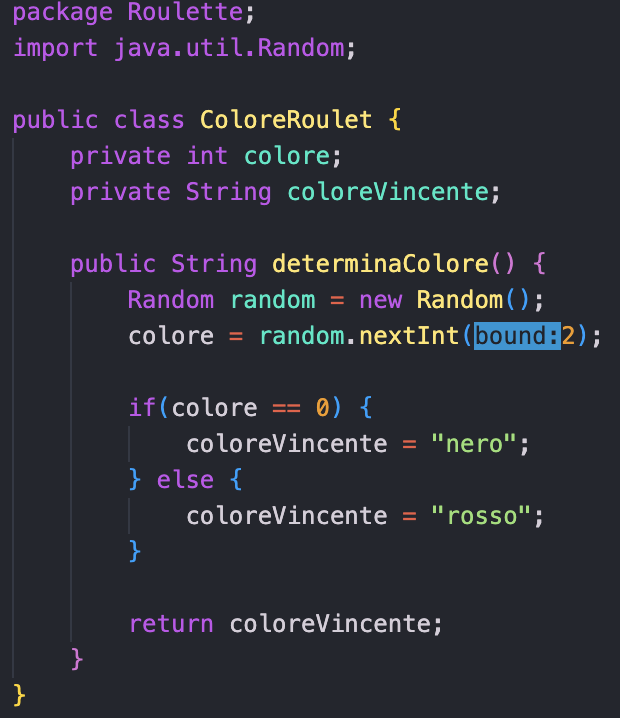 package Roulette;
import java.util.Random;
public class ColoreRoulet {
private int colore;
private String coloreVincente;
public String determinaColore() {
Random random = new Random();
colore = random.nextInt(bound:2);
if(colore == 0) {
coloreVincente = "nero";
} else {
coloreVincente = "rosso";
}
return coloreVincente;
}
}